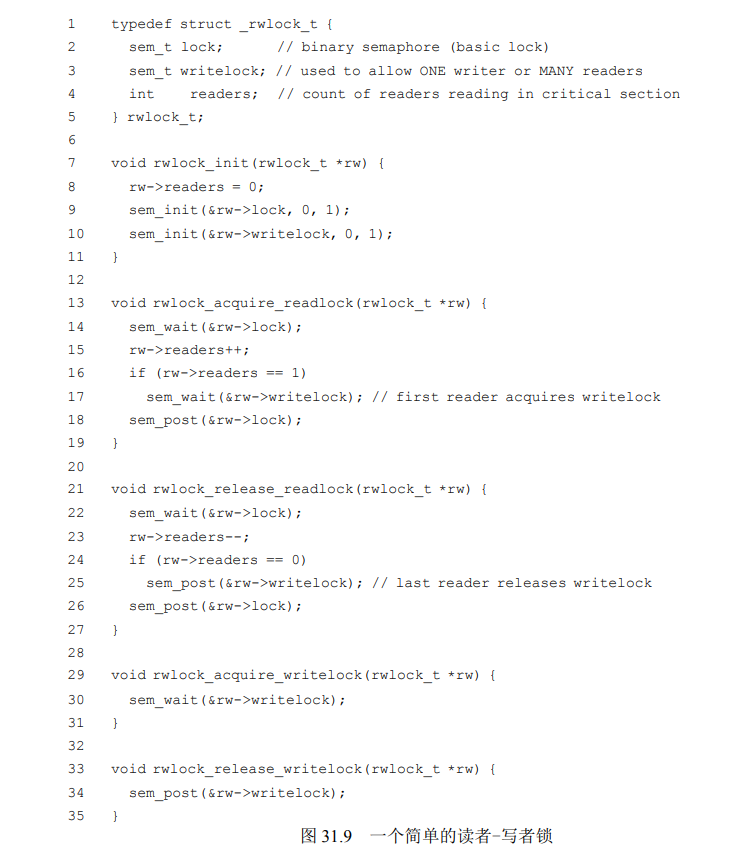 1 typedef struct _rwlock_t {
2 sem_t lock; // binary semaphore (basic lock)
3 sem_t writelock; // used to allow ONE writer or MANY readers
4 int readers; // count of readers reading in critical section
5 } rwlock_t;
6
7 void rwlock_init(rwlock_t *rw) {
8 rw->readers = 0;
9 sem_init(&rw->lock, 0, 1);
10 sem_init(&rw->writelock, 0, 1);
11 }
12
13 void rwlock_acquire_readlock(rwlock_t *rw) {
14 sem_wait(&rw->lock);
15 rw->readers++;
16 if (rw->readers == 1)
17 sem_wait(&rw->writelock); // first reader acquires writelock
18 sem_post(&rw->lock);
19 }
20
21 void rwlock_release_readlock(rwlock_t *rw) {
22 sem_wait(&rw->lock);
23 rw->readers--;
24 if (rw->readers == 0)
25 sem_post(&rw->writelock); // last reader releases writelock
26 sem_post(&rw->lock);
27 }
28
29 void rwlock_acquire_writelock(rwlock_t *rw) {
30 sem_wait(&rw->writelock);
31 }
32
33 void rwlock_release_writelock(rwlock_t *rw) {
34 sem_post(&rw->writelock);
35 }
图 31.9 一个简单的读者-写者锁